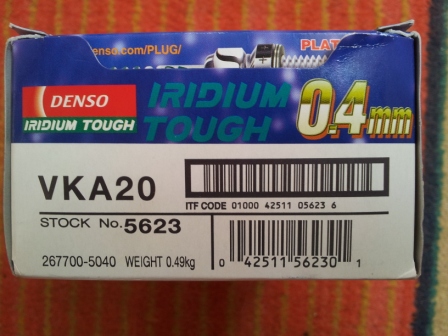 denso.com/PLUG/
PLAT
DENSO
IRIDIUM TOUGH
IRIDIUM
TOUGH
0.4mm
VKA20
ITF CODE 01000 42511 05623 6
STOCK No.5623
267700-5040 WEIGHT 0.49kg
0 42511 56230 1